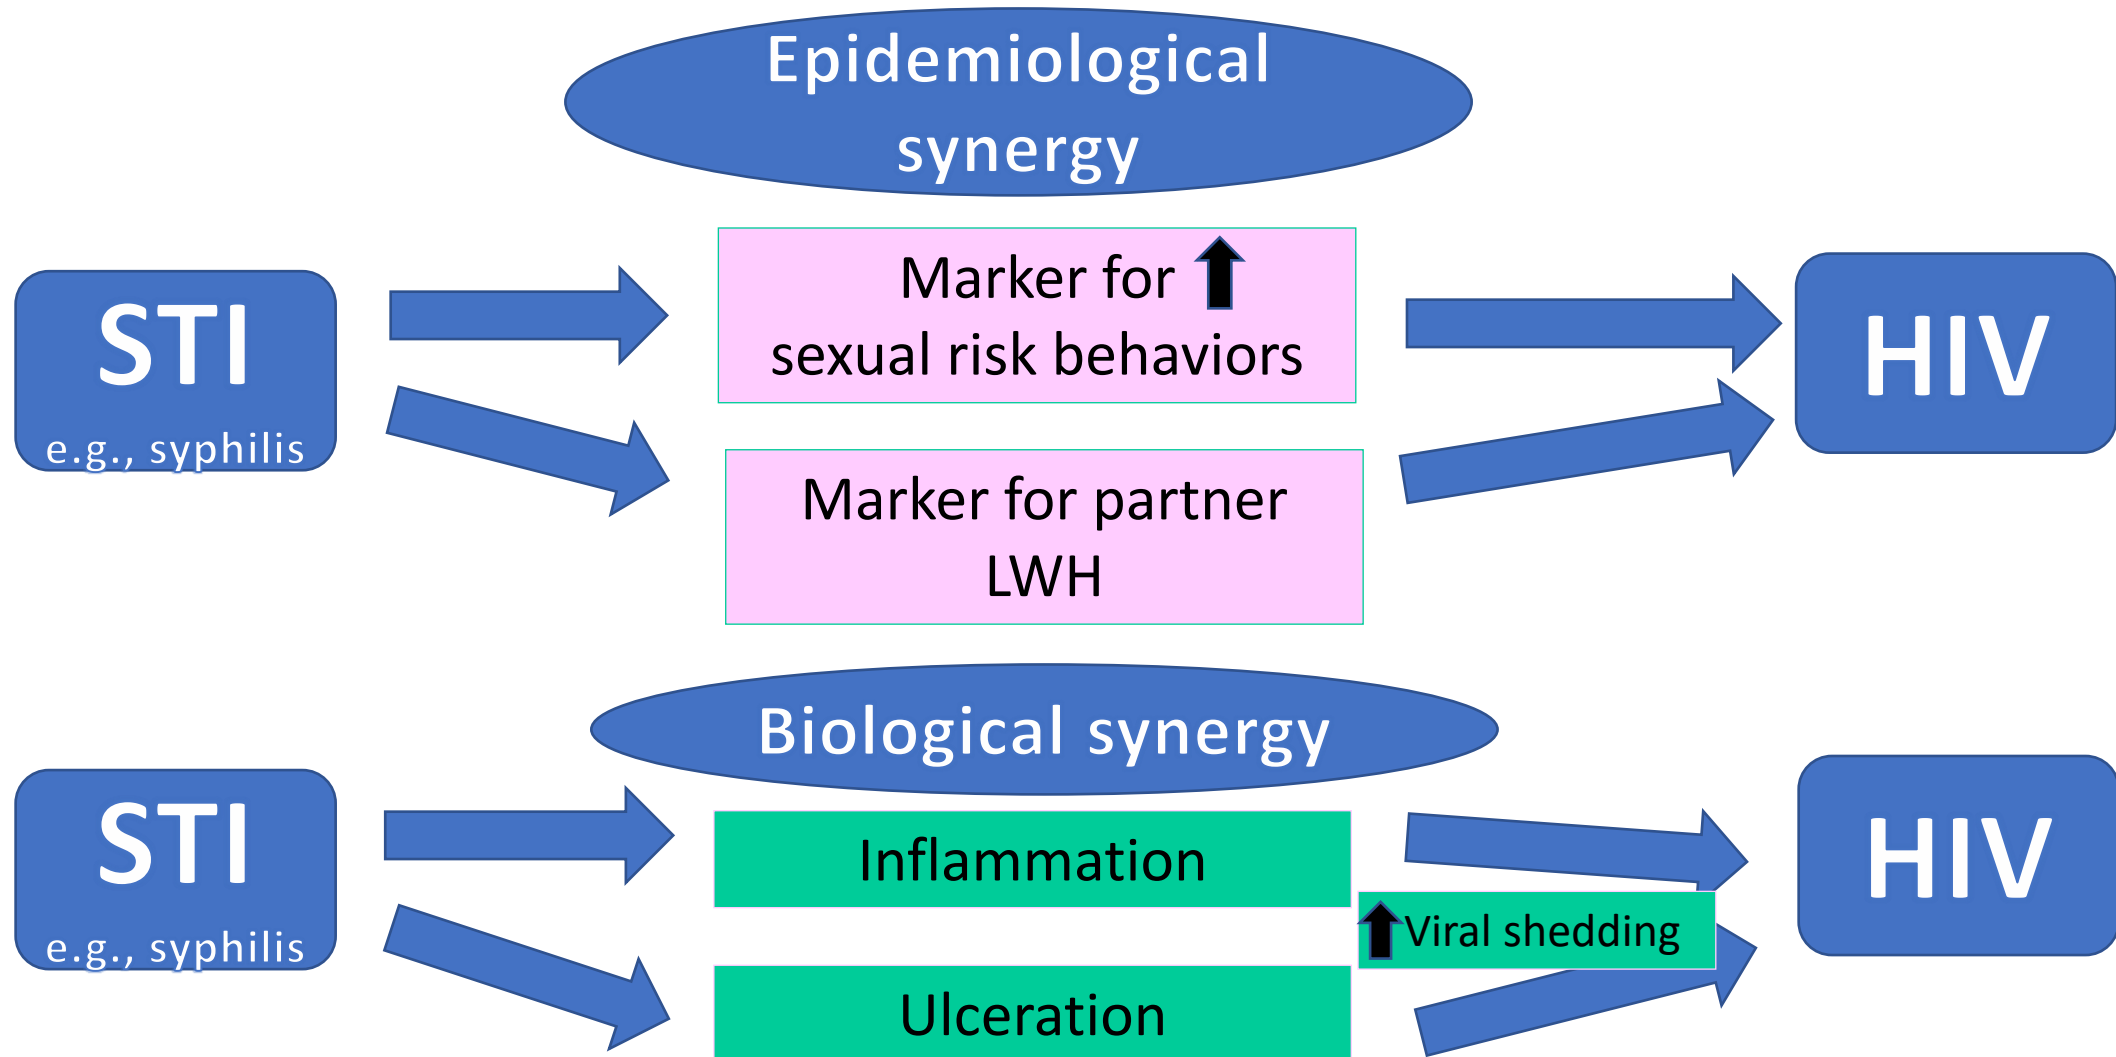 Epidemiological
synergy
STI
e.g., syphilis
Marker for
sexual risk behaviors
Marker for partner
LWH
HIV
Biological synergy
STI
e.g., syphilis
Inflammation
Viral shedding
Ulceration
HIV